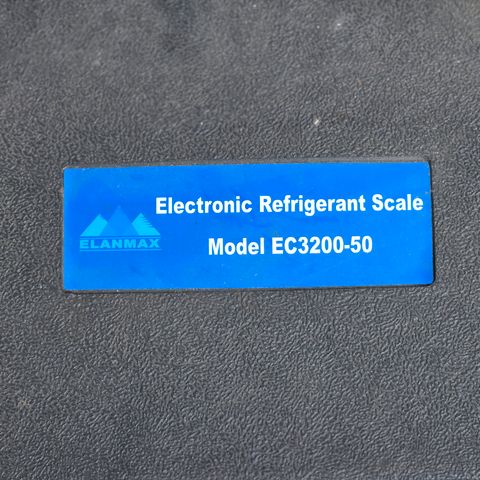 Electronic Refrigerant Scale
ELANMAX
Model EC3200-50